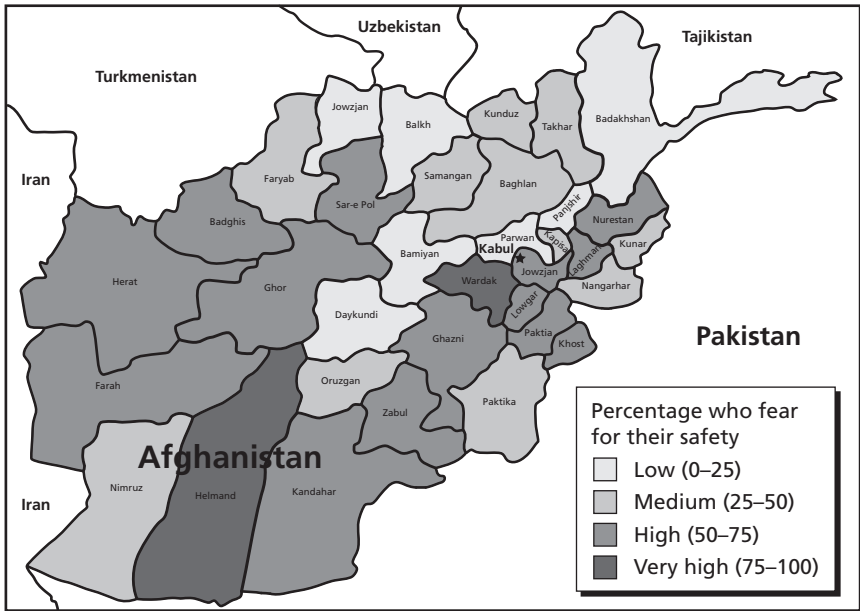 Uzbekistan
Tajikistan
Turkmenistan
Iran
Jowzjan
Balkh
Kunduz
Takhar
Badakhshan
Faryab
Sar-e Pol
Samangan
Baghlan
Panjshir
Badghis
Nurestan
Parwan
Kapisa
Kunar
Kabul
Laghman
Bamiyan
Jowzjan
Herat
Ghor
Wardak
Nangarhar
Daykundi
Lowgar
Ghazni
Paktia
Khost
Pakistan
Farah
Oruzgan
Zabul
Paktika
Afghanistan
Nimruz
Helmand
Kandahar
Iran
Percentage who fear
for their safety
Low (0–25)
Medium (25–50)
High (50–75)
Very high (75–100)